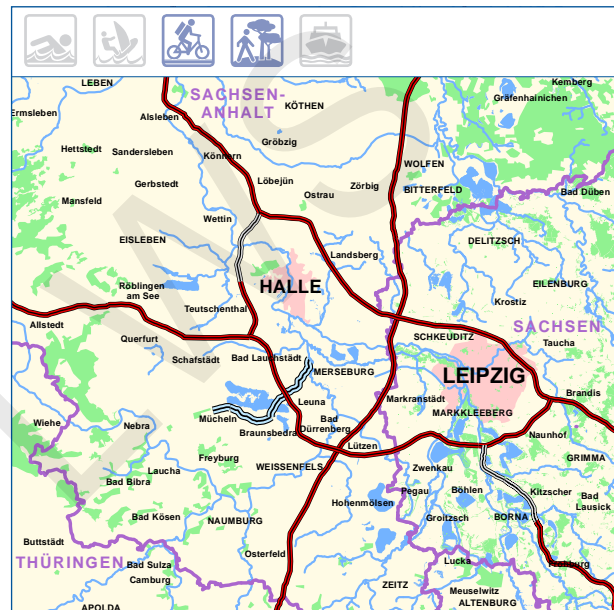 LEBEN
Kemberg
SACHSEN-
ANHALT
Gräfenhainichen
KÖTHEN
Ermsleben
Alsleben
Gröbzig
Hettstedt
Sandersleben
Könnern
WOLFEN
Gerbstedt
Löbejün
Zörbig
BITTERFELD
Bad Düben
Mansfeld
Ostrau
Wettin
EISLEBEN
DELITZSCH
Landsberg
Röblingen
am See
HALLE
EILENBURG
Krostiz
Teutschenthal
Allstedt
SACHSEN
Querfurt
SCHKEUDITZ
Taucha
Schafstädt
Bad Lauchstädt
MERSEBURG
LEIPZIG
Brandis
Leuna
Markranstädt
Mücheln
MARKKLEEBERG
Wiehe
Nebra
Braunsbedra
Bad
Dürrenberg
Naunhof
Lützen
GRIMMA
Freyburg
Laucha
WEISSENFELS
Zwenkau
Bad Bibra
Pegau
Böhlen
Kitzscher
Bad
Lausick
Hohenmölsen
Bad Kösen
NAUMBURG
Groitzsch
BORNA
Buttstädt
Osterfeld
THÜRINGEN
Bad Sulza
Lucka
Frohburg
Camburg
ZEITZ
Meuselwitz
APOLDA
ALTENBURG